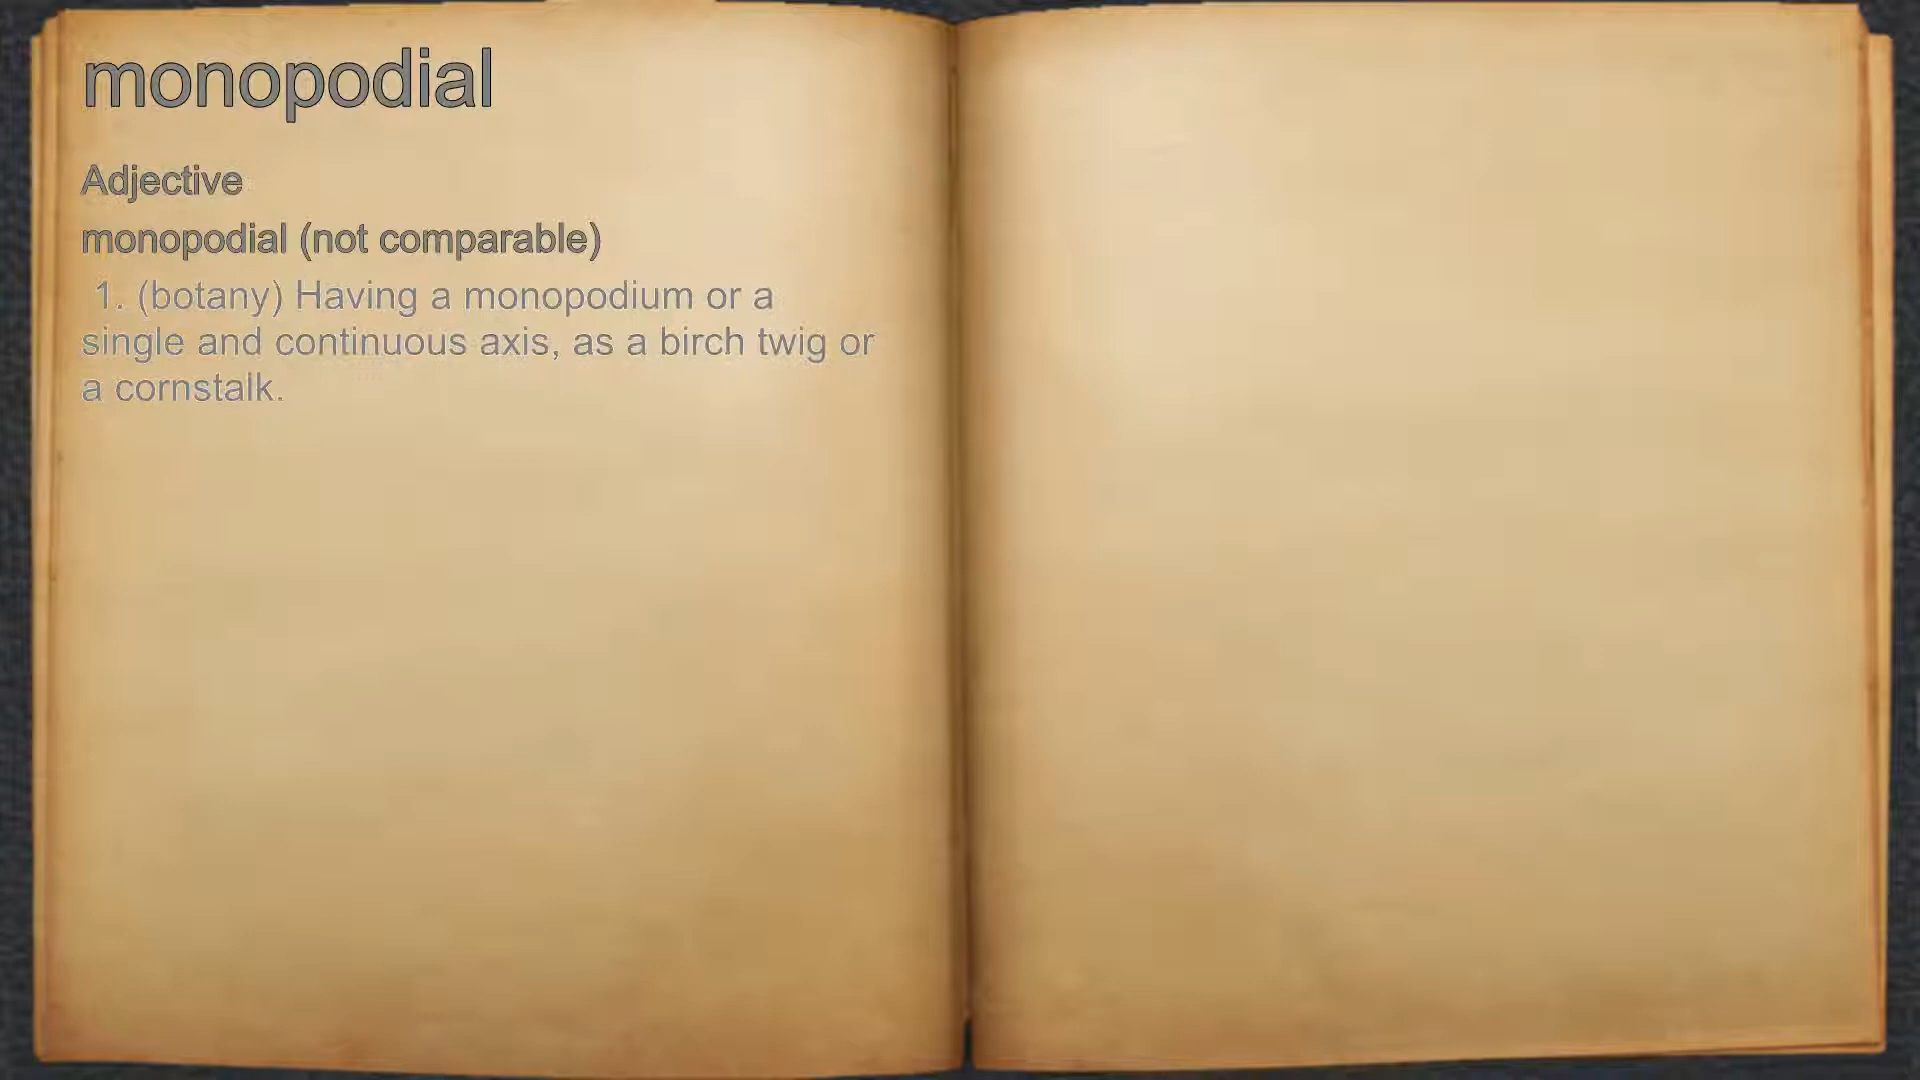 monopodial
Adjective
monopodial (not comparable)
1. (botany) Having a monopodium or a
single and continuous axis, as a birch twig or
a cornstalk.